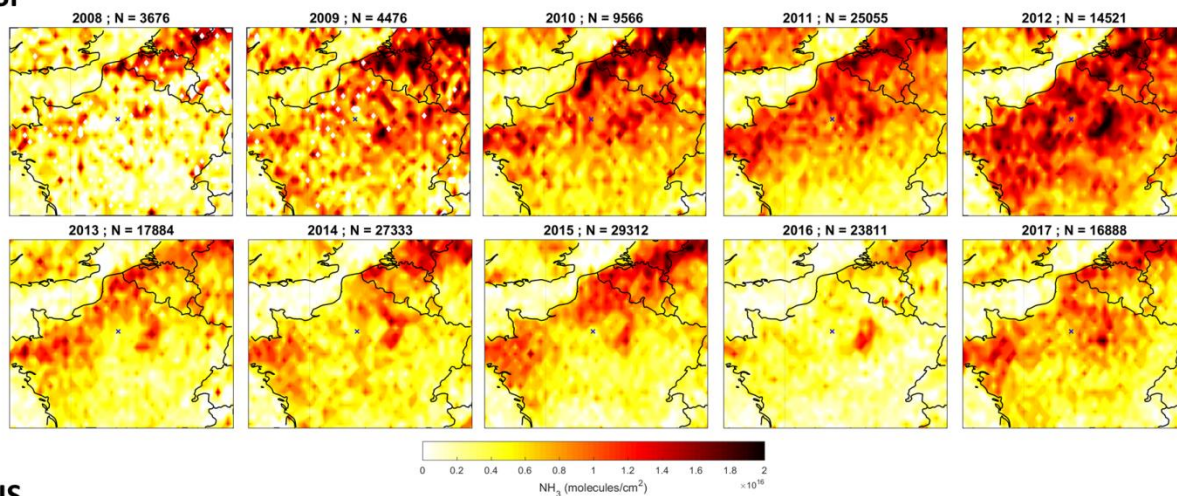 2008 ; N = 3676
2009 ; N = 4476
2010 ; N = 9566
2011 ; N = 25055
2012 ; N = 14521
2013 ; N = 17884
2014 ; N = 27333
2015 ; N = 29312
2016 ; N = 23811
2017 ; N = 16888
0 0.2 0.4 0.6 0.8 1 1.2 1.4 1.6 1.8 2
×10¹⁶
NH₃ (molecules/cm²)